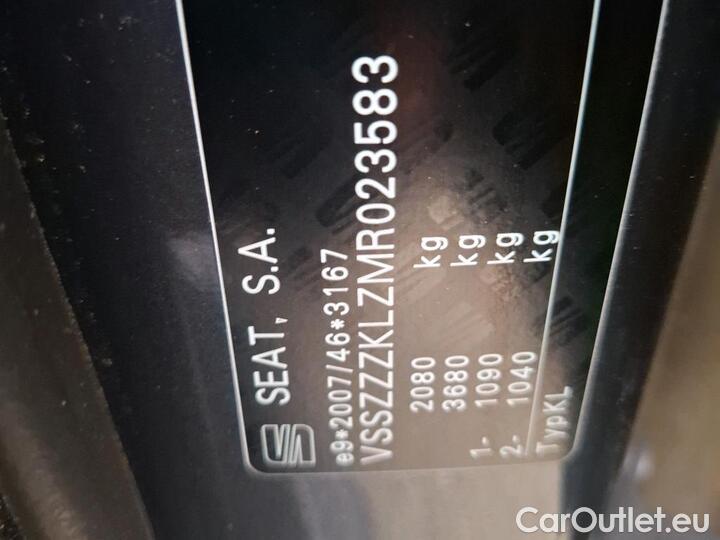 SEAT, S.A.
e9*2007/46*3167
VSSZZZKLZMR023583
2080 kg
3680 kg
1- 1090 kg
2- 1040 kg
TypKL
CarOutlet.eu